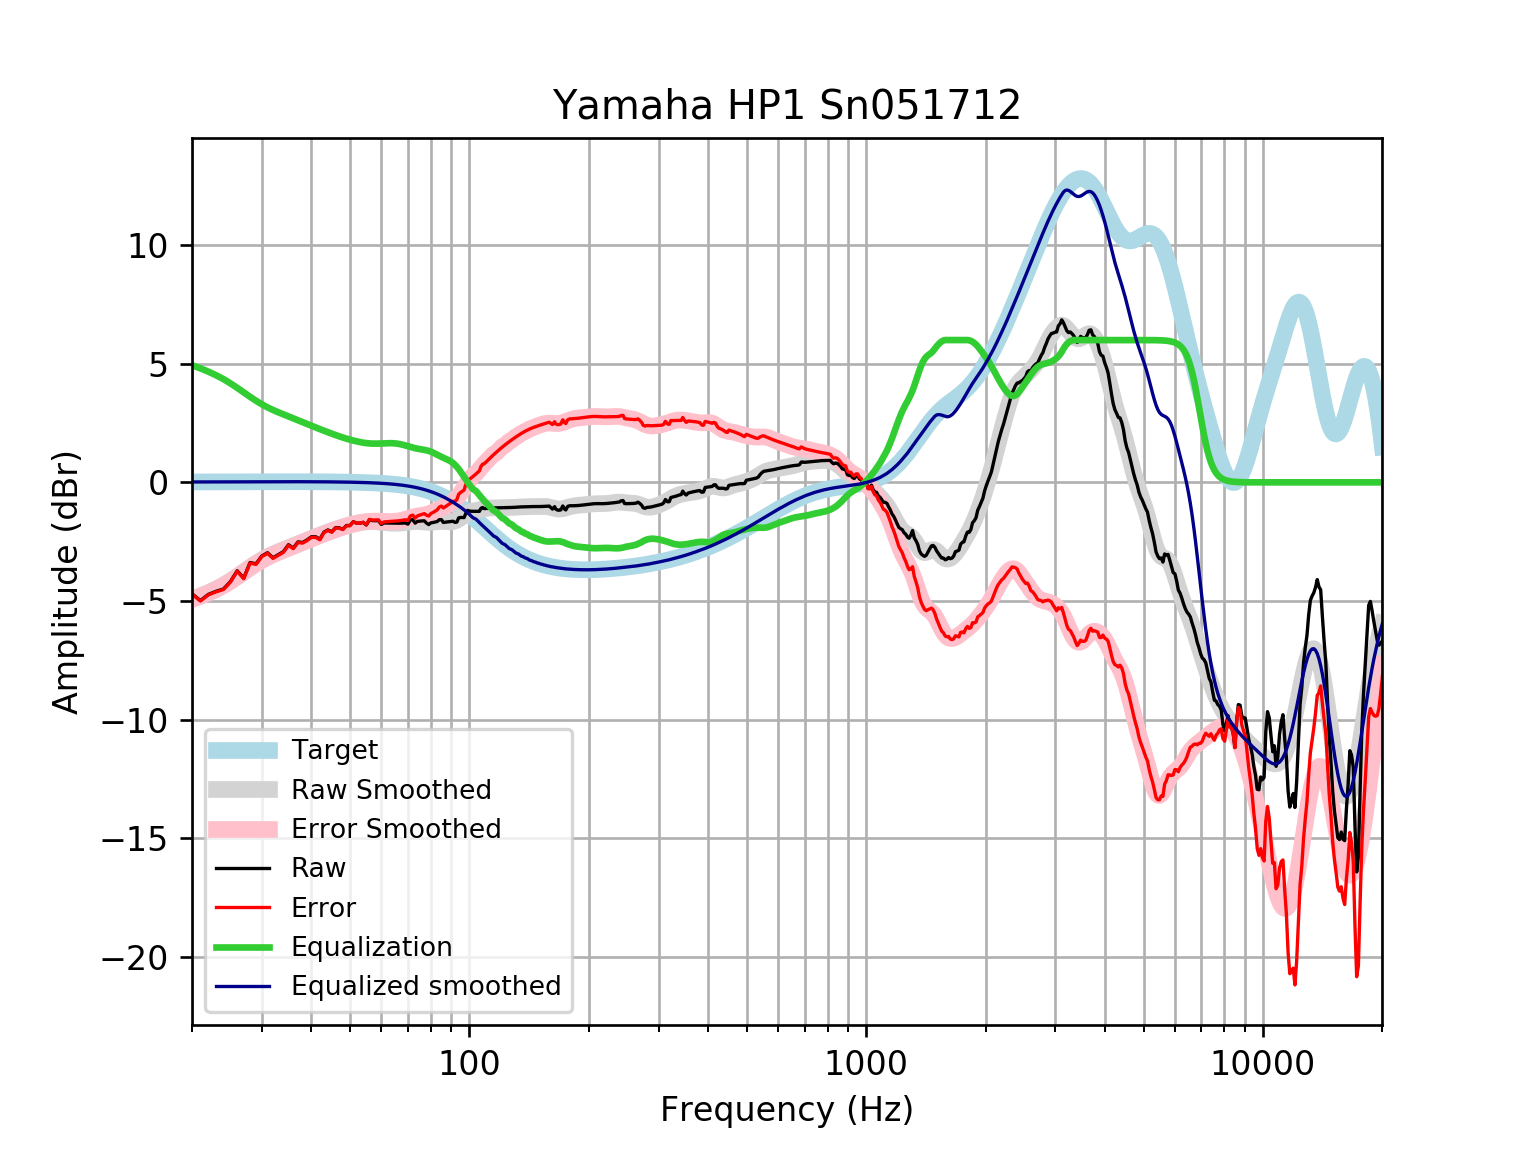 Yamaha HP1 Sn051712
Amplitude (dBr)
10
5
0
−5
−10
−15
−20
Target
Raw Smoothed
Error Smoothed
Raw
Error
Equalization
Equalized smoothed
100
1000
10000
Frequency (Hz)